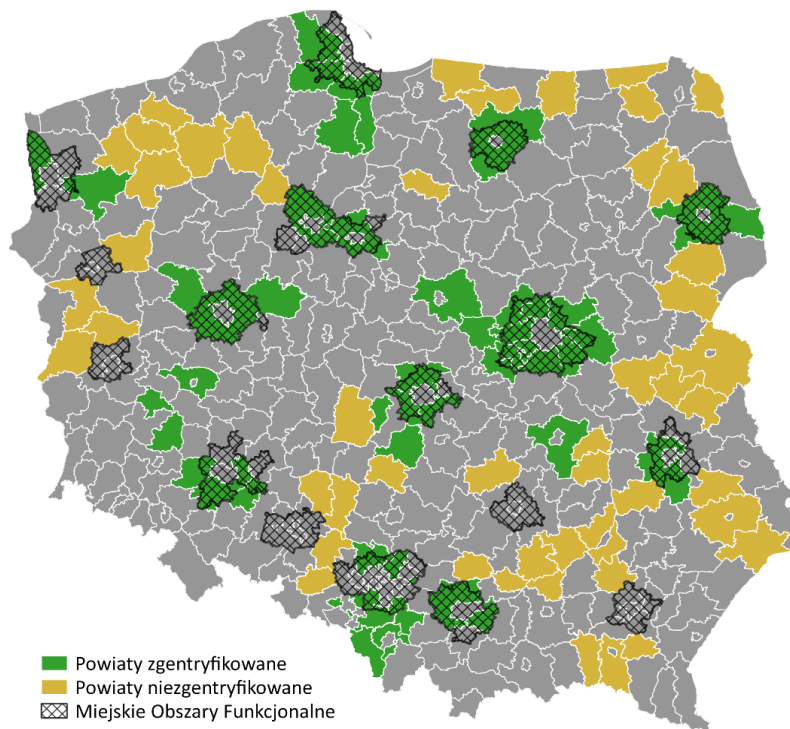 Powiaty zgentryfikowane
Powiaty niezgentryfikowane
Miejskie Obszary Funkcjonalne